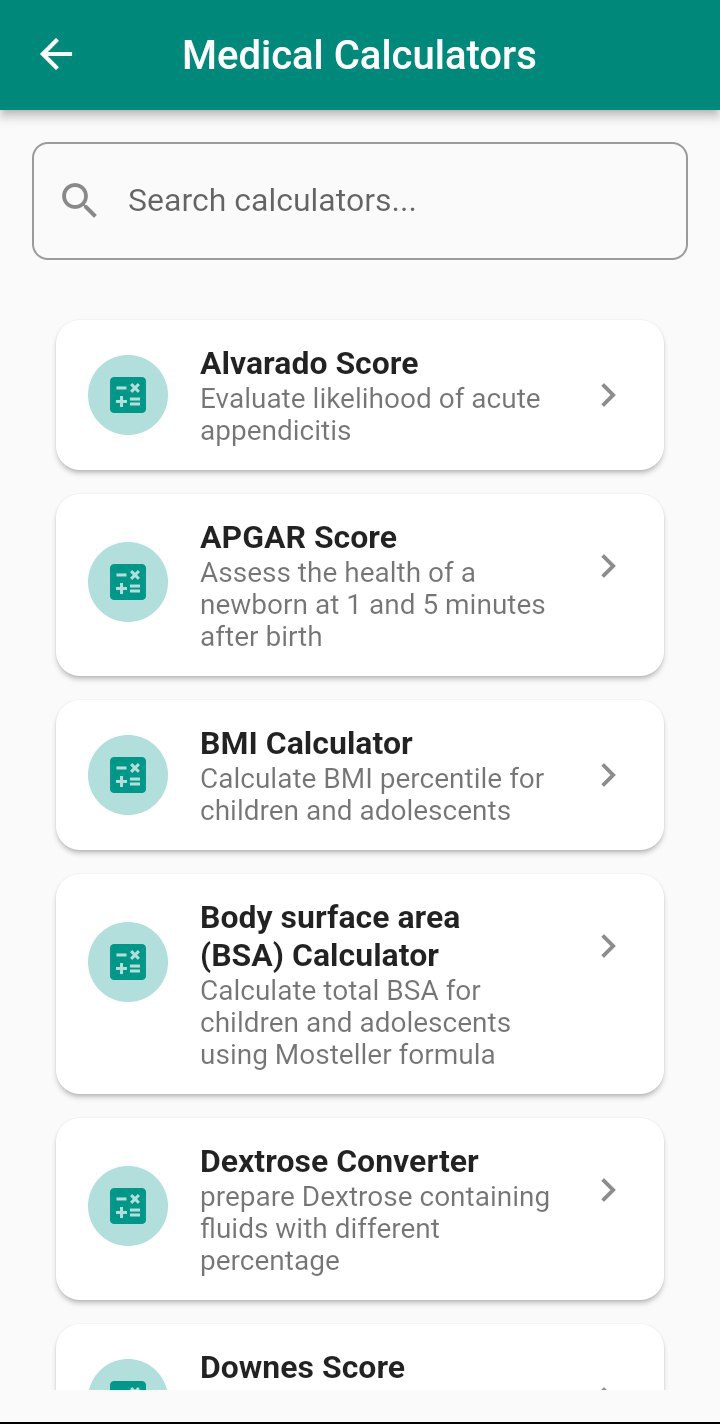 Medical Calculators
Search calculators...
Alvarado Score
Evaluate likelihood of acute
appendicitis
APGAR Score
Assess the health of a
newborn at 1 and 5 minutes
after birth
BMI Calculator
Calculate BMI percentile for
children and adolescents
Body surface area
(BSA) Calculator
Calculate total BSA for
children and adolescents
using Mosteller formula
Dextrose Converter
prepare Dextrose containing
fluids with different
percentage
Downes Score